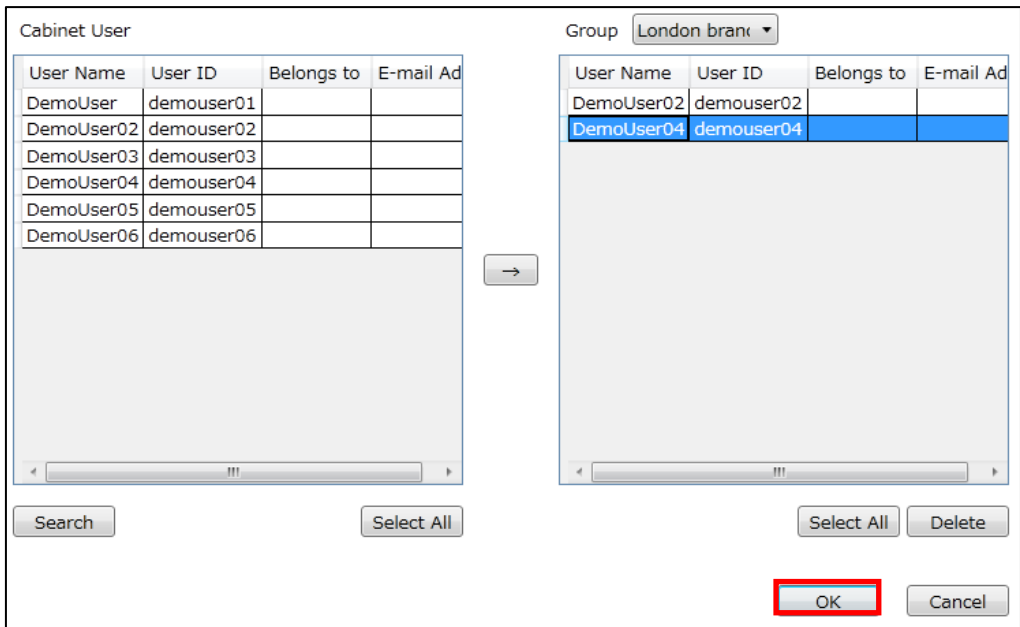 Cabinet User
User Name User ID Belongs to E-mail Ad
DemoUser demouser01
DemoUser02 demouser02
DemoUser03 demouser03
DemoUser04 demouser04
DemoUser05 demouser05
DemoUser06 demouser06
Search Select All
→
Group London branc
User Name User ID Belongs to E-mail Ad
DemoUser02 demouser02
DemoUser04 demouser04
Select All Delete
OK Cancel